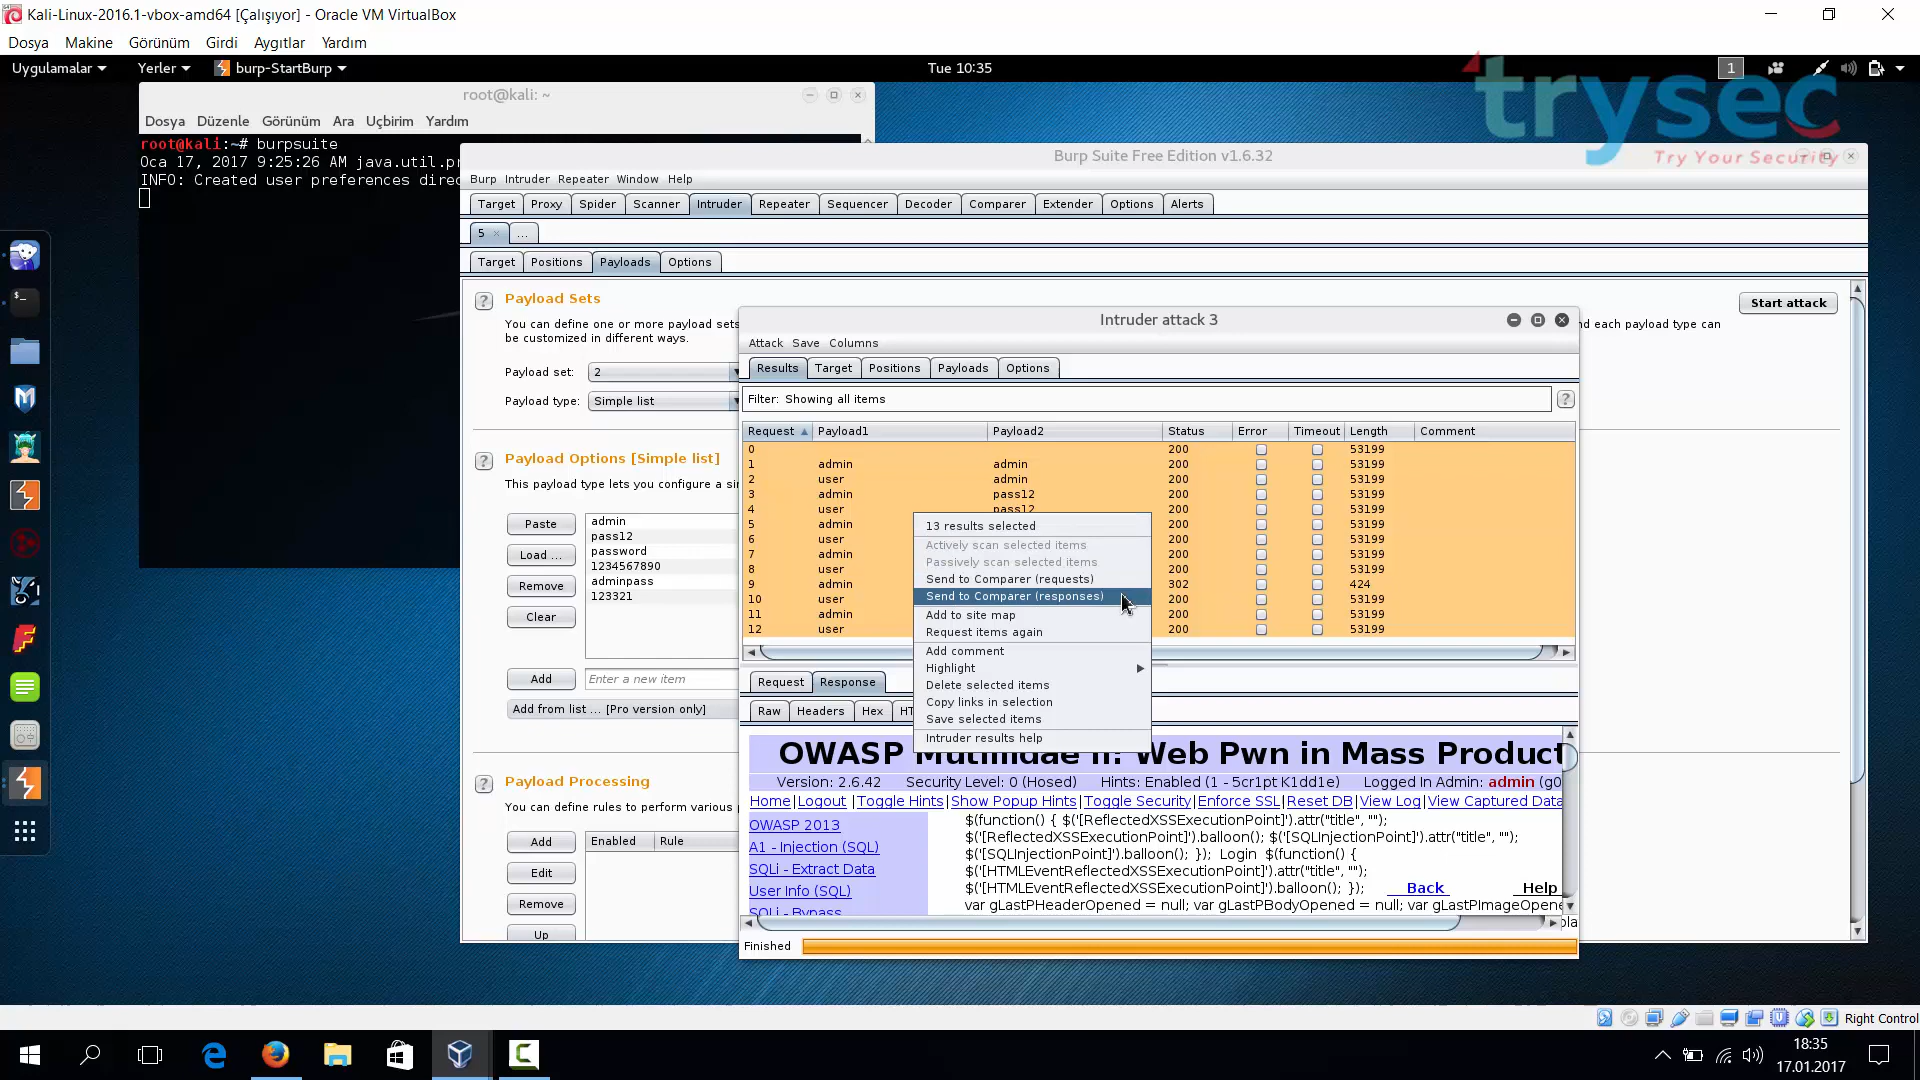 Kali-Linux-2016.1-vbox-amd64 [Çalışıyor] - Oracle VM VirtualBox
Dosya Makine Görünüm Girdi Aygıtlar Yardım
Uygulamalar Yerler burp-StartBurp Tue 10:35 1
trysec
Try Your Security
root@kali: ~
Dosya Düzenle Görünüm Ara Uçbirim Yardım
root@kali:~# burpsuite
Oca 17, 2017 9:25:26 AM java.util.pr
INFO: Created user preferences direc
Burp Suite Free Edition v1.6.32
Burp Intruder Repeater Window Help
Target Proxy Spider Scanner Intruder Repeater Sequencer Decoder Comparer Extender Options Alerts
5 × ...
Target Positions Payloads Options
? Payload Sets
Start attack
You can define one or more payload sets
nd each payload type can
be customized in different ways.
Payload set: 2
Payload type: Simple list
? Payload Options [Simple list]
This payload type lets you configure a si
Paste
Load ...
Remove
Clear
admin
pass12
password
1234567890
adminpass
123321
Add Enter a new item
Add from list ... [Pro version only]
? Payload Processing
You can define rules to perform various
Add Enabled Rule
Edit
Remove
Up
Intruder attack 3
Attack Save Columns
Results Target Positions Payloads Options
Filter: Showing all items ?
Request Payload1 Payload2 Status Error Timeout Length Comment
0 200 53199
1 admin admin 200 53199
2 user admin 200 53199
3 admin pass12 200 53199
4 user pass12 200 53199
5 admin 200 53199
6 user 200 53199
7 admin 200 53199
8 user 200 53199
9 admin 302 424
10 user 200 53199
11 admin 200 53199
12 user 200 53199
13 results selected
Actively scan selected items
Passively scan selected items
Send to Comparer (requests)
Send to Comparer (responses)
Add to site map
Request items again
Add comment
Highlight
Delete selected items
Copy links in selection
Save selected items
Intruder results help
Request Response
Raw Headers Hex HT
OWASP Mutillidae II: Web Pwn in Mass Product
Version: 2.6.42 Security Level: 0 (Hosed) Hints: Enabled (1 - 5cr1pt K1dd1e) Logged In Admin: admin (g0
Home|Logout |Toggle Hints|Show Popup Hints|Toggle Security|Enforce SSL|Reset DB|View Log|View Captured Data
OWASP 2013
A1 - Injection (SQL)
SQLi - Extract Data
User Info (SQL)
SQLi - Bypass
$(function() { $('[ReflectedXSSExecutionPoint]').attr("title", "");
$('[ReflectedXSSExecutionPoint]').balloon(); $('[SQLInjectionPoint]').attr("title", "");
$('[SQLInjectionPoint]').balloon(); }); Login $(function() {
$('[HTMLEventReflectedXSSExecutionPoint]').attr("title", "");
$('[HTMLEventReflectedXSSExecutionPoint]').balloon(); }); Back Help
var gLastPHeaderOpened = null; var gLastPBodyOpened = null; var gLastPImageOpene
pla
Finished
Right Control
18:35
17.01.2017